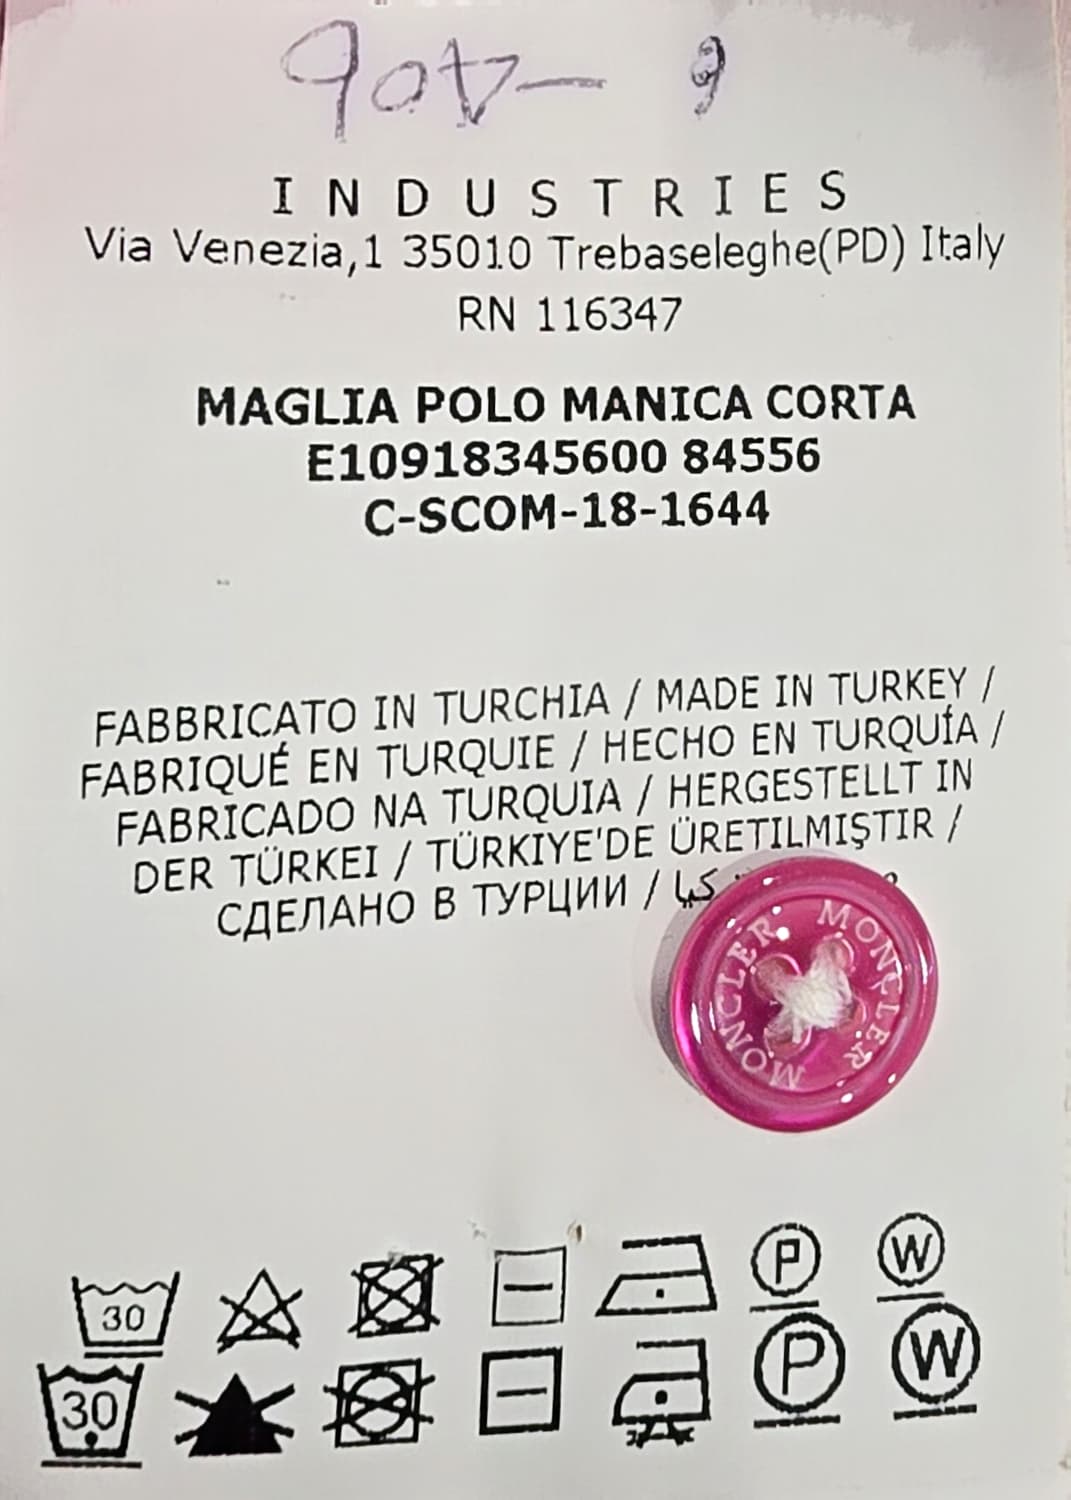 INDUSTRIES
Via Venezia,1 35010 Trebaseleghe(PD) Italy
RN 116347
MAGLIA POLO MANICA CORTA
E10918345600 84556
C-SCOM-18-1644
FABBRICATO IN TURCHIA / MADE IN TURKEY /
FABRIQUÉ EN TURQUIE / HECHO EN TURQUÍA /
FABRICADO NA TURQUIA / HERGESTELLT IN
DER TÜRKEI / TÜRKIYE'DE ÜRETILMIŞTIR /
СДЕЛАНО В ТУРЦИИ /
MONCLER MONCLER
30 P W
30 P W